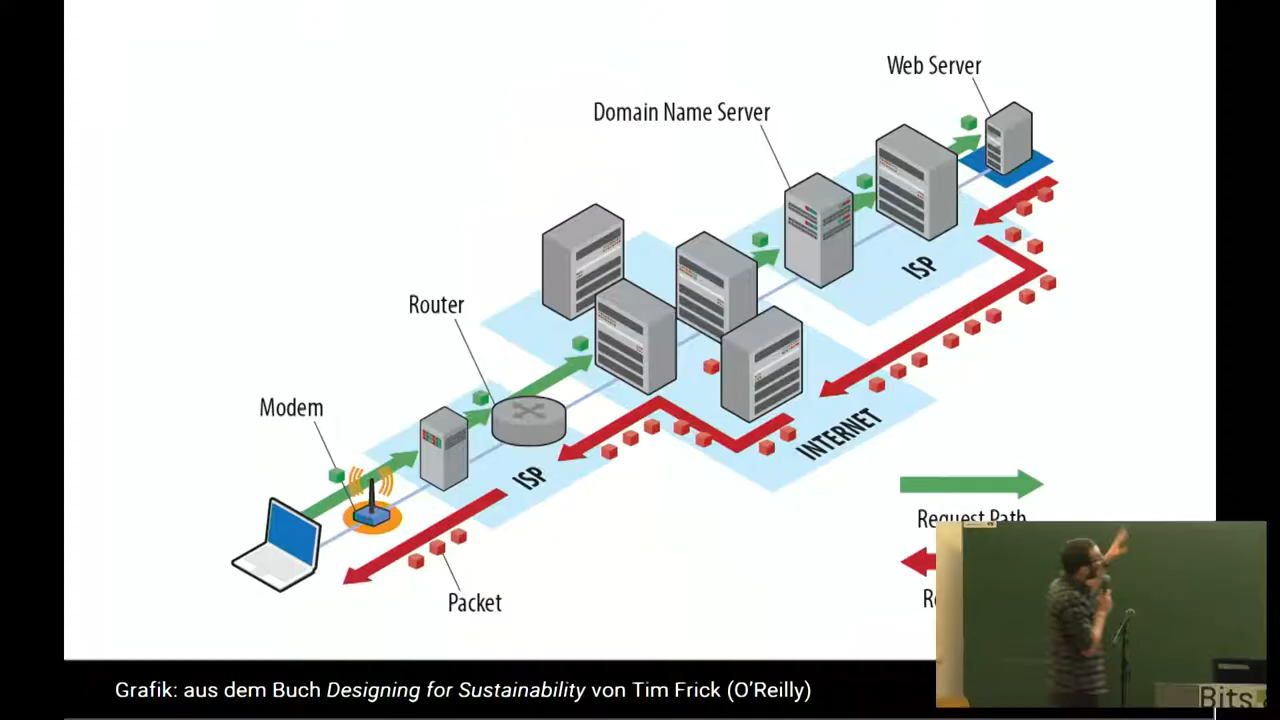 Web Server
Domain Name Server
ISP
Router
Modem
INTERNET
ISP
Request Path
Packet
Grafik: aus dem Buch Designing for Sustainability von Tim Frick (O'Reilly)
Bits